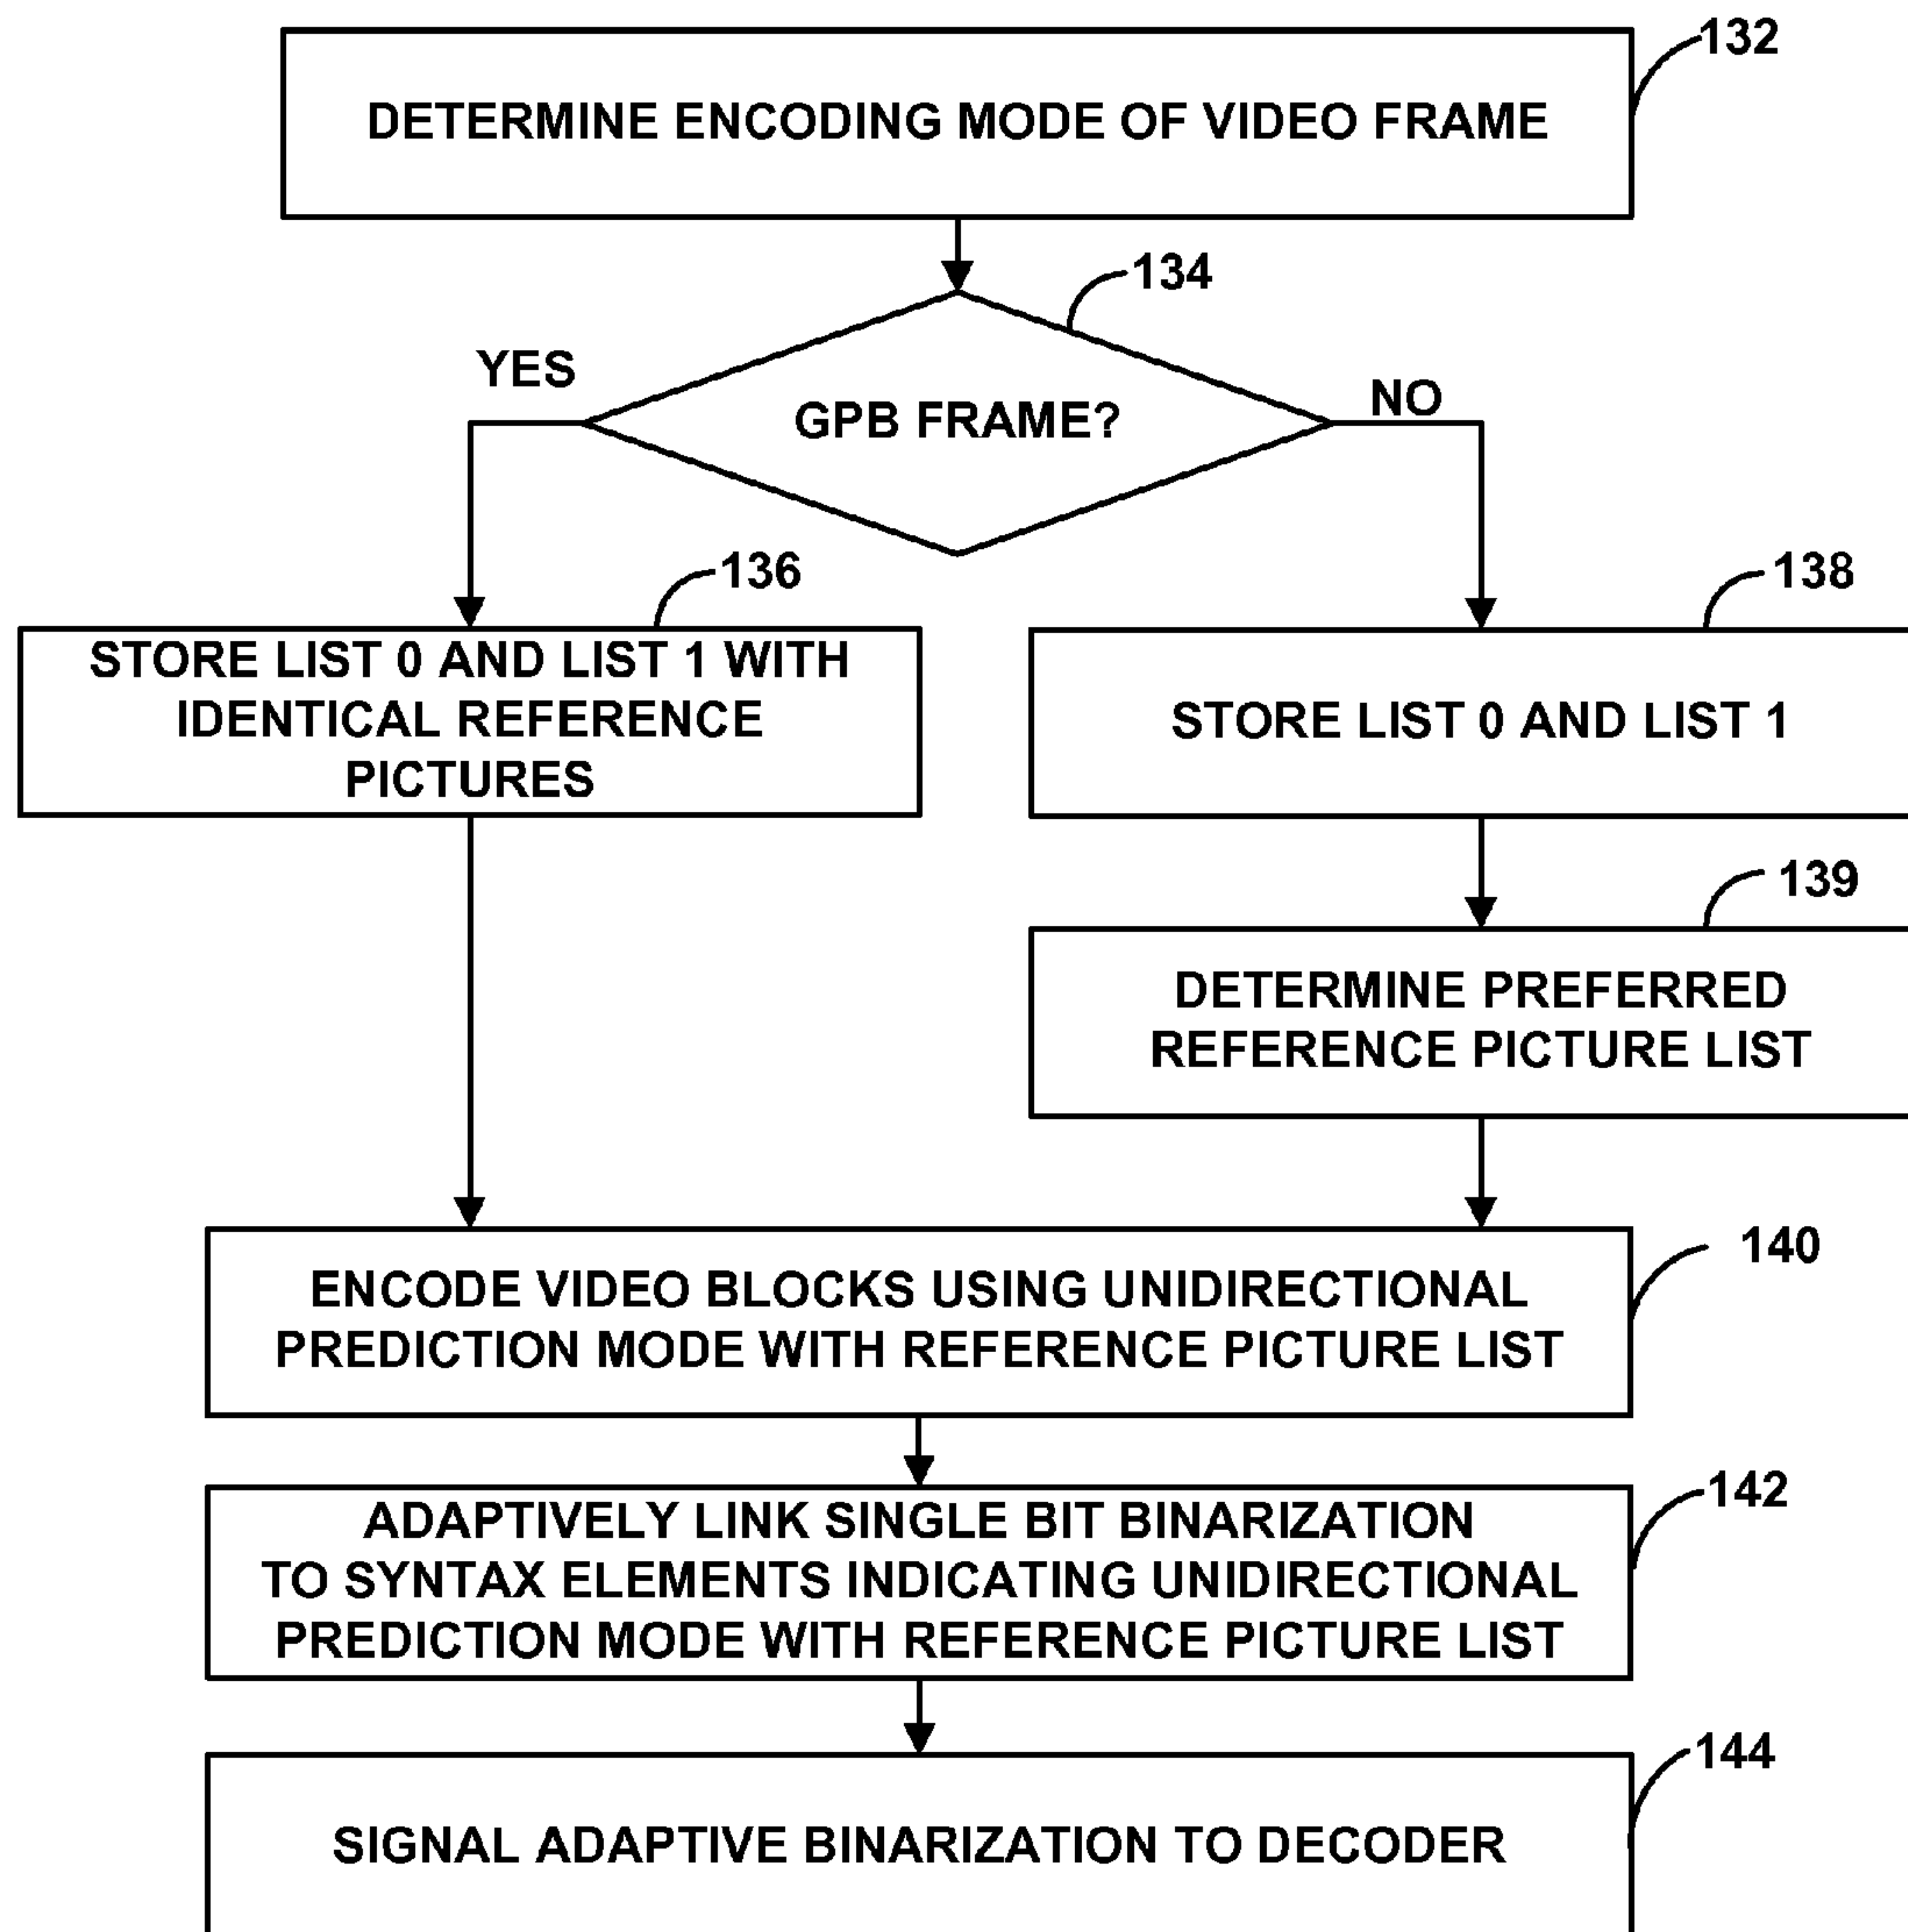 132
DETERMINE ENCODING MODE OF VIDEO FRAME
134
YES
NO
GPB FRAME?
136
138
STORE LIST 0 AND LIST 1 WITH
IDENTICAL REFERENCE
PICTURES
STORE LIST 0 AND LIST 1
139
DETERMINE PREFERRED
REFERENCE PICTURE LIST
140
ENCODE VIDEO BLOCKS USING UNIDIRECTIONAL
PREDICTION MODE WITH REFERENCE PICTURE LIST
142
ADAPTIVELY LINK SINGLE BIT BINARIZATION
TO SYNTAX ELEMENTS INDICATING UNIDIRECTIONAL
PREDICTION MODE WITH REFERENCE PICTURE LIST
144
SIGNAL ADAPTIVE BINARIZATION TO DECODER